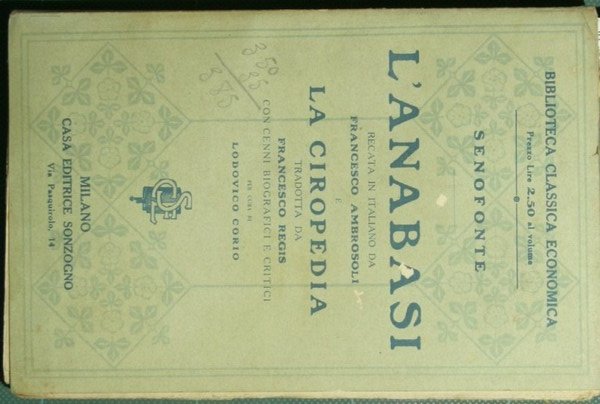 BIBLIOTECA CLASSICA ECONOMICA
Prezzo Lire 2,50 al volume
SENOFONTE
L'ANABASI
RECATA IN ITALIANO DA
FRANCESCO AMBROSOLI
E
LA CIROPEDIA
TRADOTTA DA
FRANCESCO REGIS
CON CENNI BIOGRAFICI E CRITICI
PER CURA DI
LODOVICO CORIO
MILANO
CASA EDITRICE SONZOGNO
Via Pasquirolo, 14